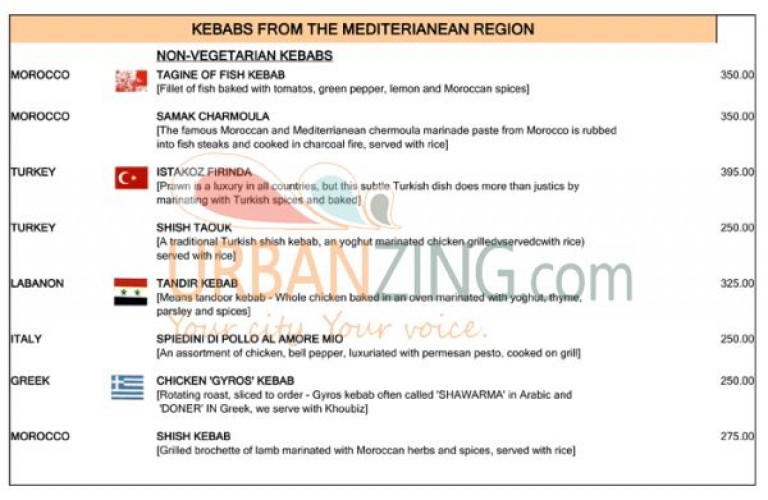 KEBABS FROM THE MEDITERIANEAN REGION
NON-VEGETARIAN KEBABS
MOROCCO TAGINE OF FISH KEBAB 350.00
[Fillet of fish baked with tomatos, green pepper, lemon and Moroccan spices]
MOROCCO SAMAK CHARMOULA 350.00
[The famous Moroccan and Mediterrianean chermoula marinade paste from Morocco is rubbed
into fish steaks and cooked in charcoal fire, served with rice]
TURKEY ISTAKOZ FIRINDA 395.00
[Prawn is a luxury in all countries, but this subtle Turkish dish does more than justics by
marinating with Turkish spices and baked]
TURKEY SHISH TAOUK 250.00
[A traditional Turkish shish kebab, an yoghut marinated chicken grilledvservedcwith rice)
served with rice]
URBANZING.com
LABANON TANDIR KEBAB 325.00
[Means tandoor kebab - Whole chicken baked in an oven marinated with yoghut, thyme,
parsley and spices]
Your city. Your voice.
ITALY SPIEDINI DI POLLO AL AMORE MIO 250.00
[An assortment of chicken, bell pepper, luxuriated with permesan pesto, cooked on grill]
GREEK CHICKEN 'GYROS' KEBAB 250.00
[Rotating roast, sliced to order - Gyros kebab often called 'SHAWARMA' in Arabic and
'DONER' IN Greek, we serve with Khoubiz]
MOROCCO SHISH KEBAB 275.00
[Grilled brochette of lamb marinated with Moroccan herbs and spices, served with rice]